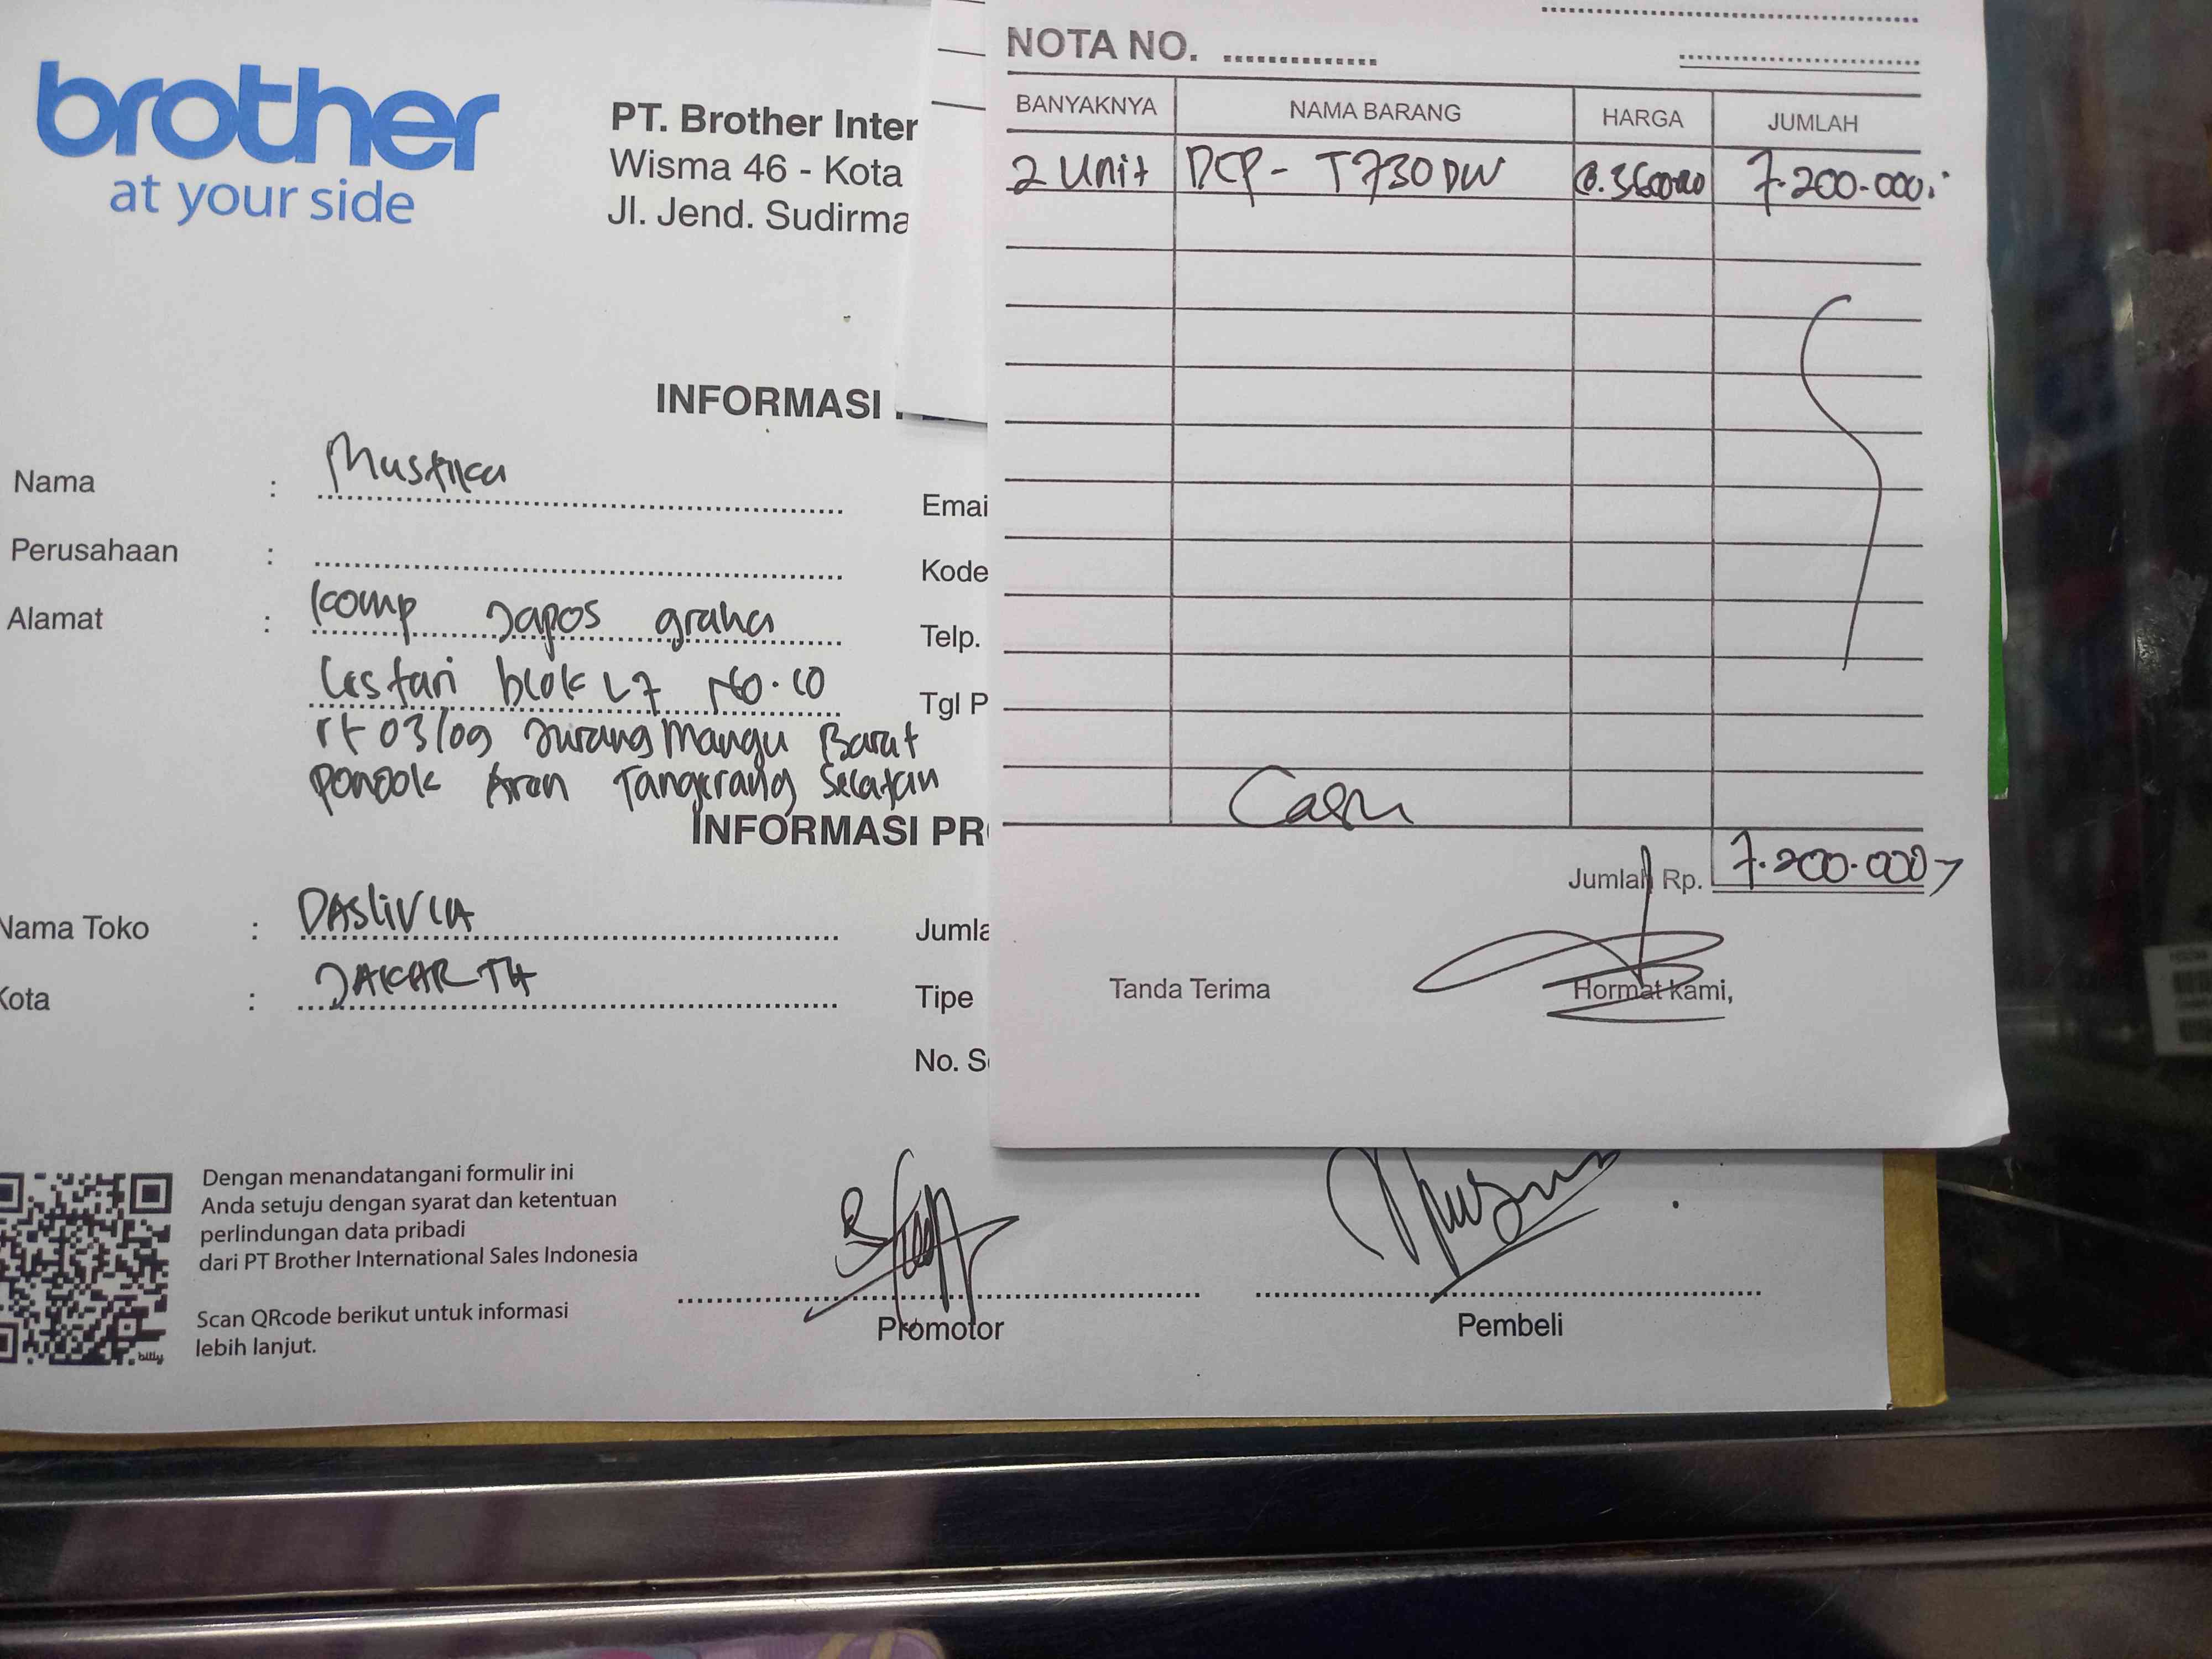 brother
at your side
PT. Brother Inter
Wisma 46 - Kota
Jl. Jend. Sudirma
INFORMASI
Nama : Mustika
Perusahaan :
Alamat : Komp Japos graha
Lestari blok L7 No.10
rt 03/09 Jurang Mangu Barat
Pondok Aren Tangerang Selatan
Emai
Kode
Telp.
Tgl P
INFORMASI PR
Nama Toko : DASLIVIA
Kota : JAKARTA
Jumla
Tipe
No. S
Dengan menandatangani formulir ini
Anda setuju dengan syarat dan ketentuan
perlindungan data pribadi
dari PT Brother International Sales Indonesia
Scan QRcode berikut untuk informasi
lebih lanjut.
billy
Promotor
Pembeli
NOTA NO.
BANYAKNYA NAMA BARANG HARGA JUMLAH
2 Unit DCP- T730DW 7.200.000
Cash
Jumlah Rp. 7.200.000
Tanda Terima
Hormat kami,